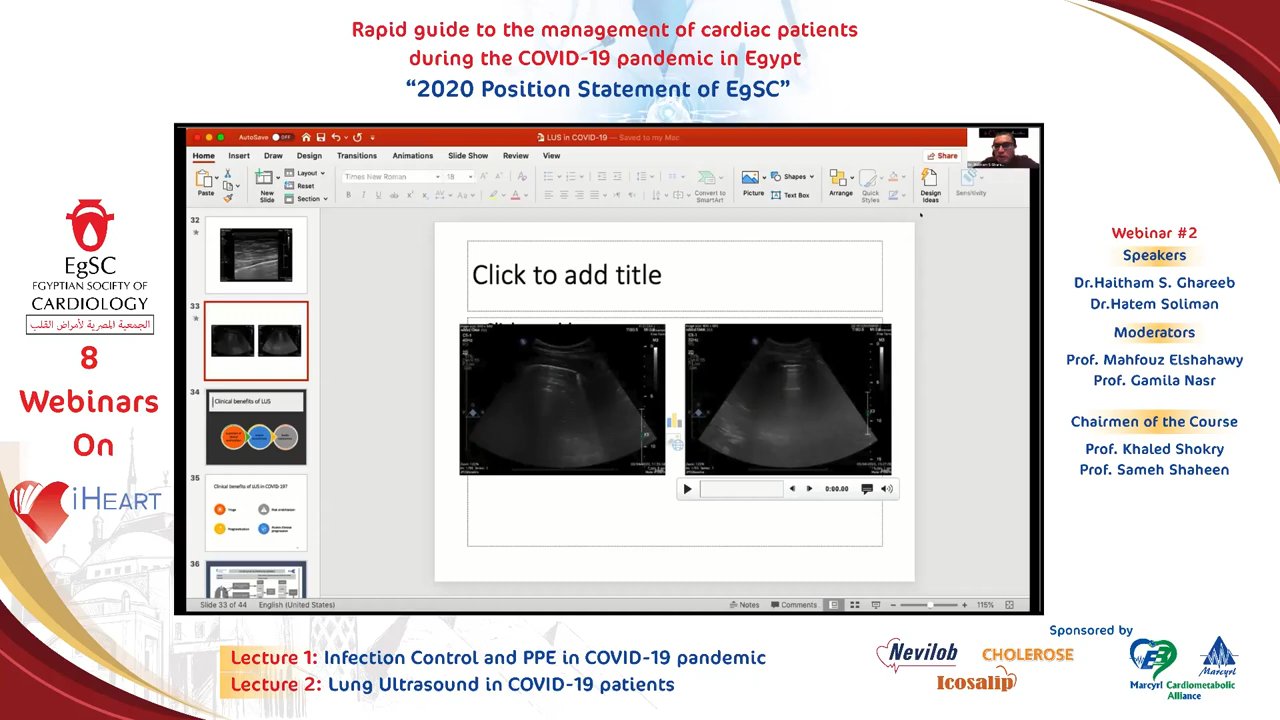 Rapid guide to the management of cardiac patients
during the COVID-19 pandemic in Egypt
“2020 Position Statement of EgSC”
EgSC
EGYPTIAN SOCIETY OF
CARDIOLOGY
الجمعية المصرية لأمراض القلب
8
Webinars
On
iHEART
AutoSave OFF
LUS in COVID-19 — Saved to my Mac
Home Insert Draw Design Transitions Animations Slide Show Review View
Share
Paste
New
Slide
Layout
Reset
Section
Times New Roman 18
Convert to
SmartArt
Picture
Shapes
Text Box
Arrange
Quick
Styles
Design
Ideas
Sensitivity
32
33
34
Clinical benefits of LUS
35
Clinical benefits of LUS in COVID-19?
Triage
Risk stratification
Prognostication
36
Click to add title
0:00.00
Slide 33 of 44 English (United States)
Notes Comments 115%
Webinar #2
Speakers
Dr.Haitham S. Ghareeb
Dr.Hatem Soliman
Moderators
Prof. Mahfouz Elshahawy
Prof. Gamila Nasr
Chairmen of the Course
Prof. Khaled Shokry
Prof. Sameh Shaheen
Lecture 1: Infection Control and PPE in COVID-19 pandemic
Lecture 2: Lung Ultrasound in COVID-19 patients
Sponsored by
Nevilob
CHOLEROSE
Icosalip
Marcyrl Cardiometabolic
Alliance
Marcyrl